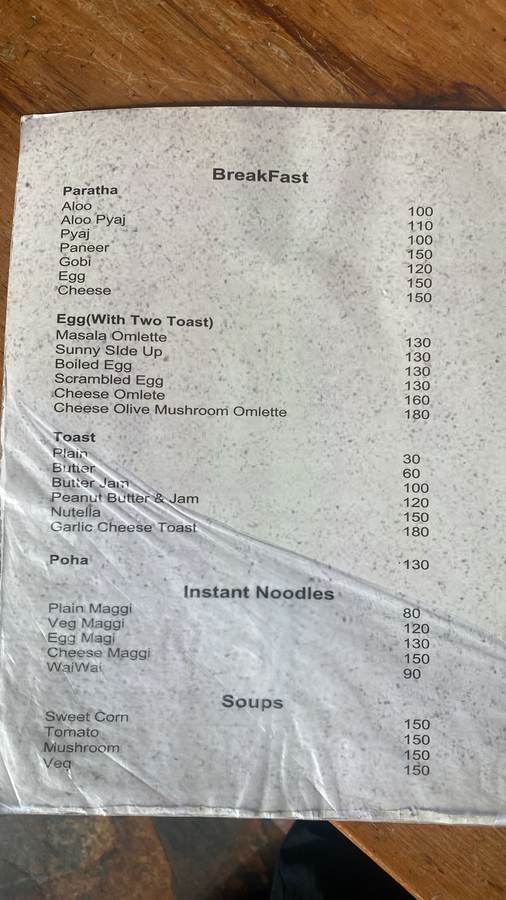 BreakFast
Paratha
Aloo 100
Aloo Pyaj 110
Pyaj 100
Paneer 150
Gobi 120
Egg 150
Cheese 150
Egg(With Two Toast)
Masala Omlette 130
Sunny SIde Up 130
Boiled Egg 130
Scrambled Egg 130
Cheese Omlete 160
Cheese Olive Mushroom Omlette 180
Toast
Plain 30
Butter 60
Butter Jam 100
Peanut Butter & Jam 120
Nutella 150
Garlic Cheese Toast 180
Poha 130
Instant Noodles
Plain Maggi 80
Veg Maggi 120
Egg Magi 130
Cheese Maggi 150
WaiWai 90
Soups
Sweet Corn 150
Tomato 150
Mushroom 150
Veg 150